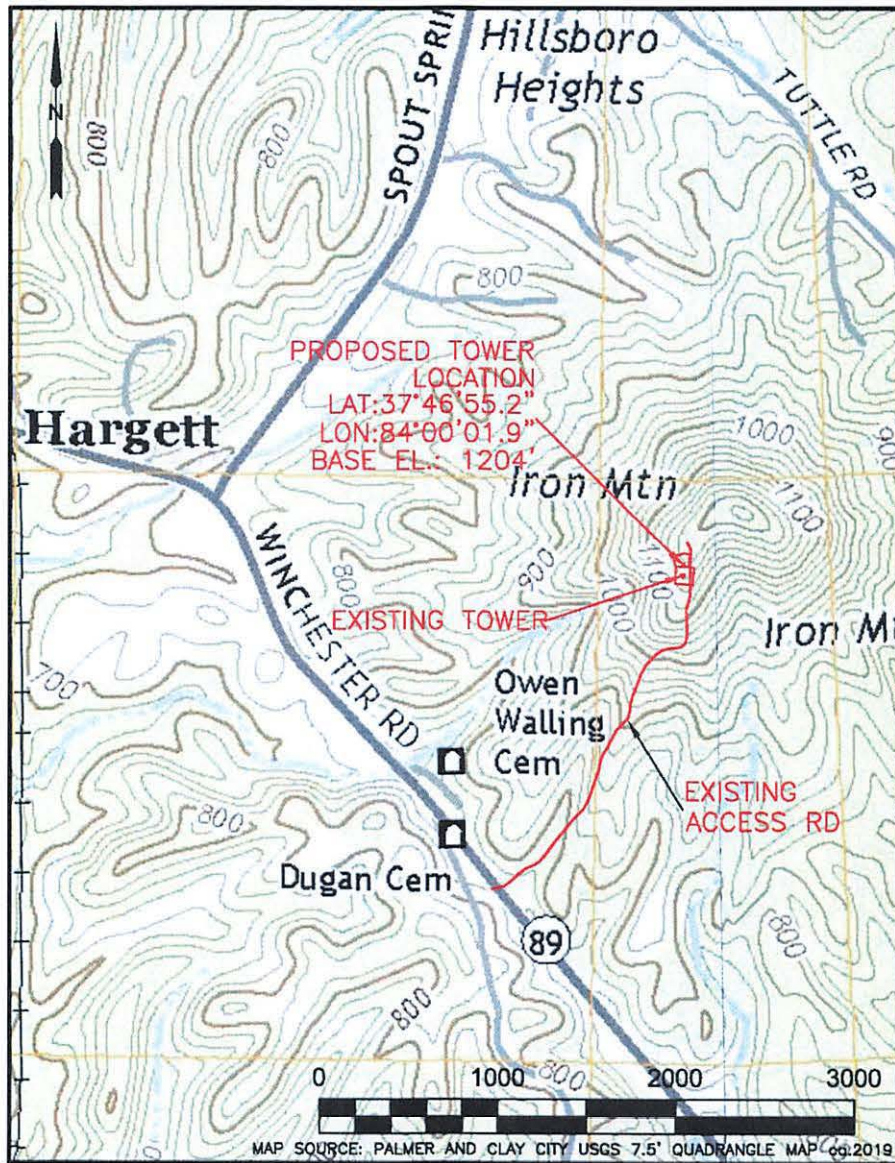 Hillsboro
Heights
SPOUT SPRIN
TUTTLE RD
N
800
800
800
PROPOSED TOWER
LOCATION
LAT:37°46'55.2"
LON:84°00'01.9"
BASE EL.: 1204'
Hargett
1000
900
Iron Mtn
1100
WINCHESTER RD
800
900
1100
1000
EXISTING TOWER
Iron Mt
700
Owen
Walling
Cem
EXISTING
ACCESS RD
800
Dugan Cem
89
800
800
800
0 1000 2000 3000
MAP SOURCE: PALMER AND CLAY CITY USGS 7.5' QUADRANGLE MAP